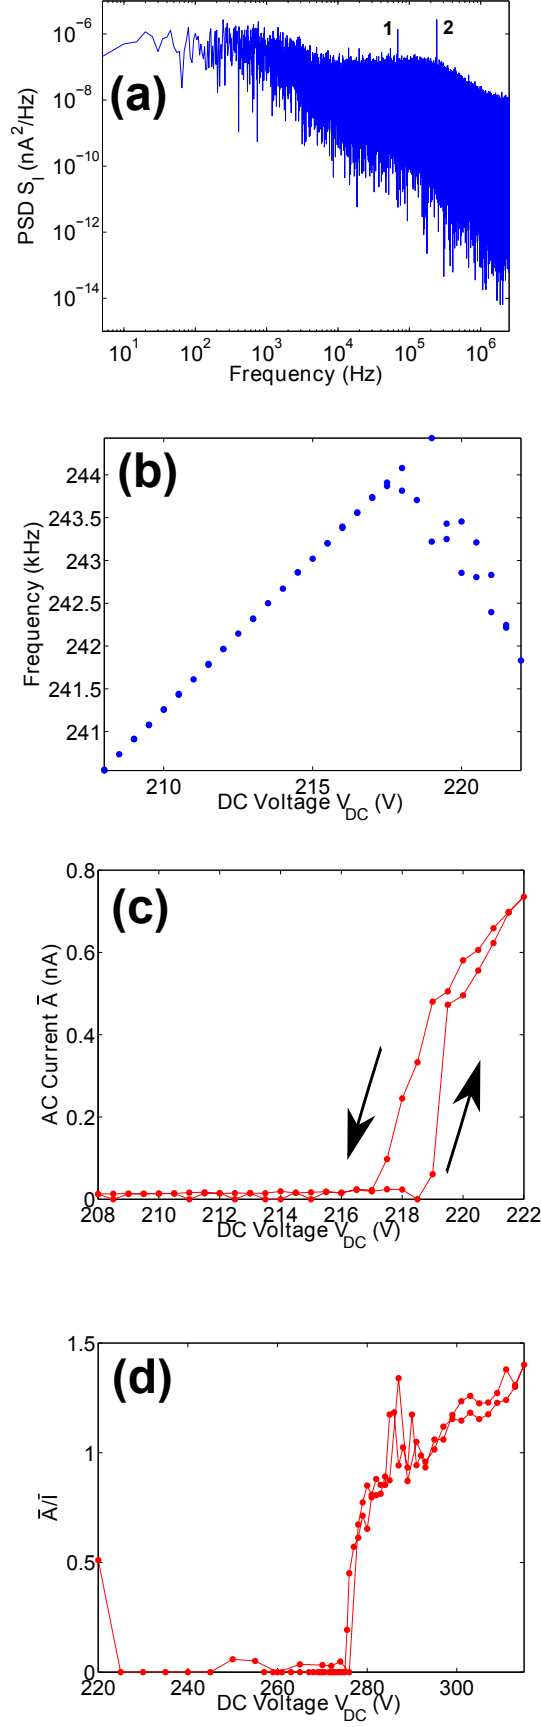 10^-6
10^-8
10^-10
10^-12
10^-14
PSD S_I (nA^2/Hz)
(a)
1 2
10^1 10^2 10^3 10^4 10^5 10^6
Frequency (Hz)
(b)
244
243.5
243
242.5
242
241.5
241
Frequency (kHz)
210 215 220
DC Voltage V_DC (V)
(c)
0.8
0.6
0.4
0.2
0
AC Current Ā (nA)
208 210 212 214 216 218 220 222
DC Voltage V_DC (V)
(d)
1.5
1
0.5
0
Ā/Ī
220 240 260 280 300
DC Voltage V_DC (V)